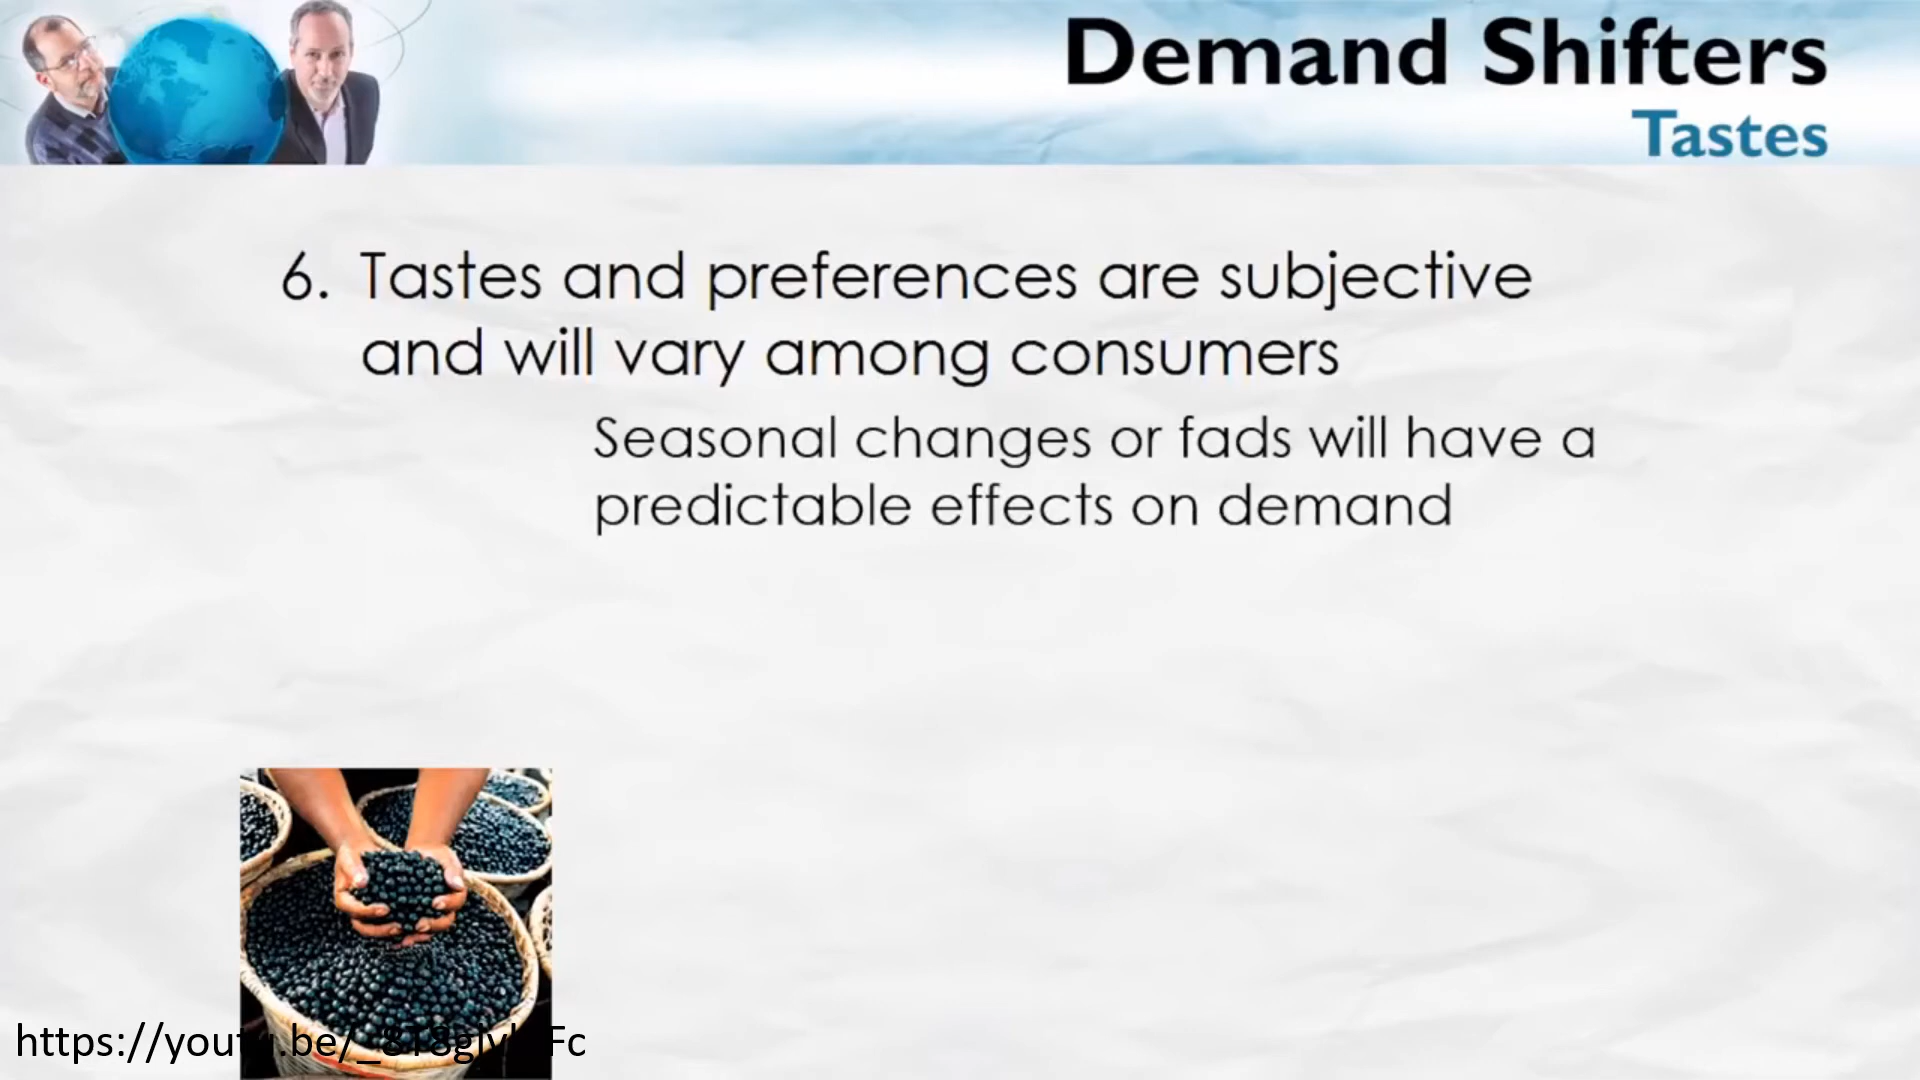 Demand Shifters
Tastes
6. Tastes and preferences are subjective
and will vary among consumers
Seasonal changes or fads will have a
predictable effects on demand